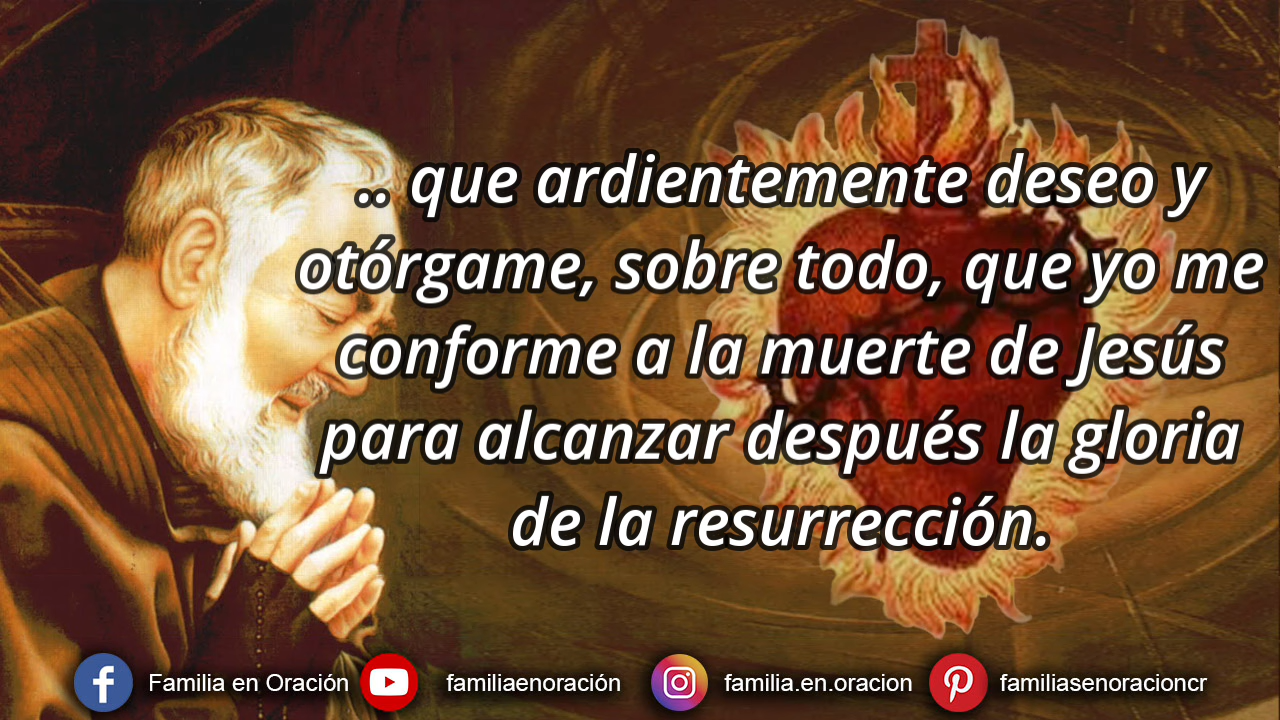 .. que ardientemente deseo y
otórgame, sobre todo, que yo me
conforme a la muerte de Jesús
para alcanzar después la gloria
de la resurrección.
Familia en Oración familiaenoración familia.en.oracion familiasenoracioncr